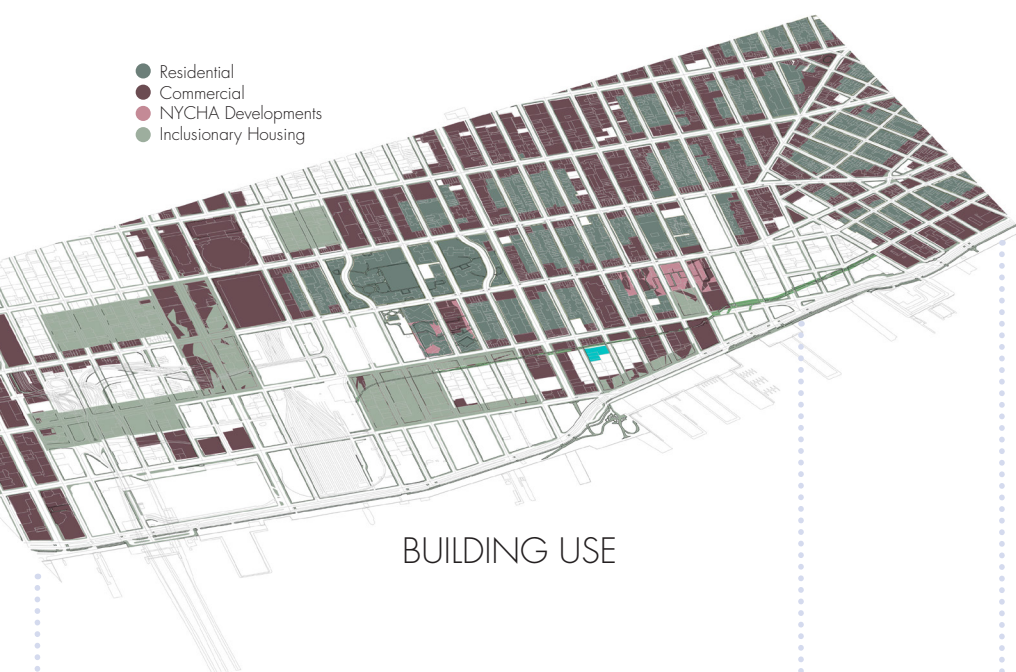 Residential
Commercial
NYCHA Developments
Inclusionary Housing
BUILDING USE